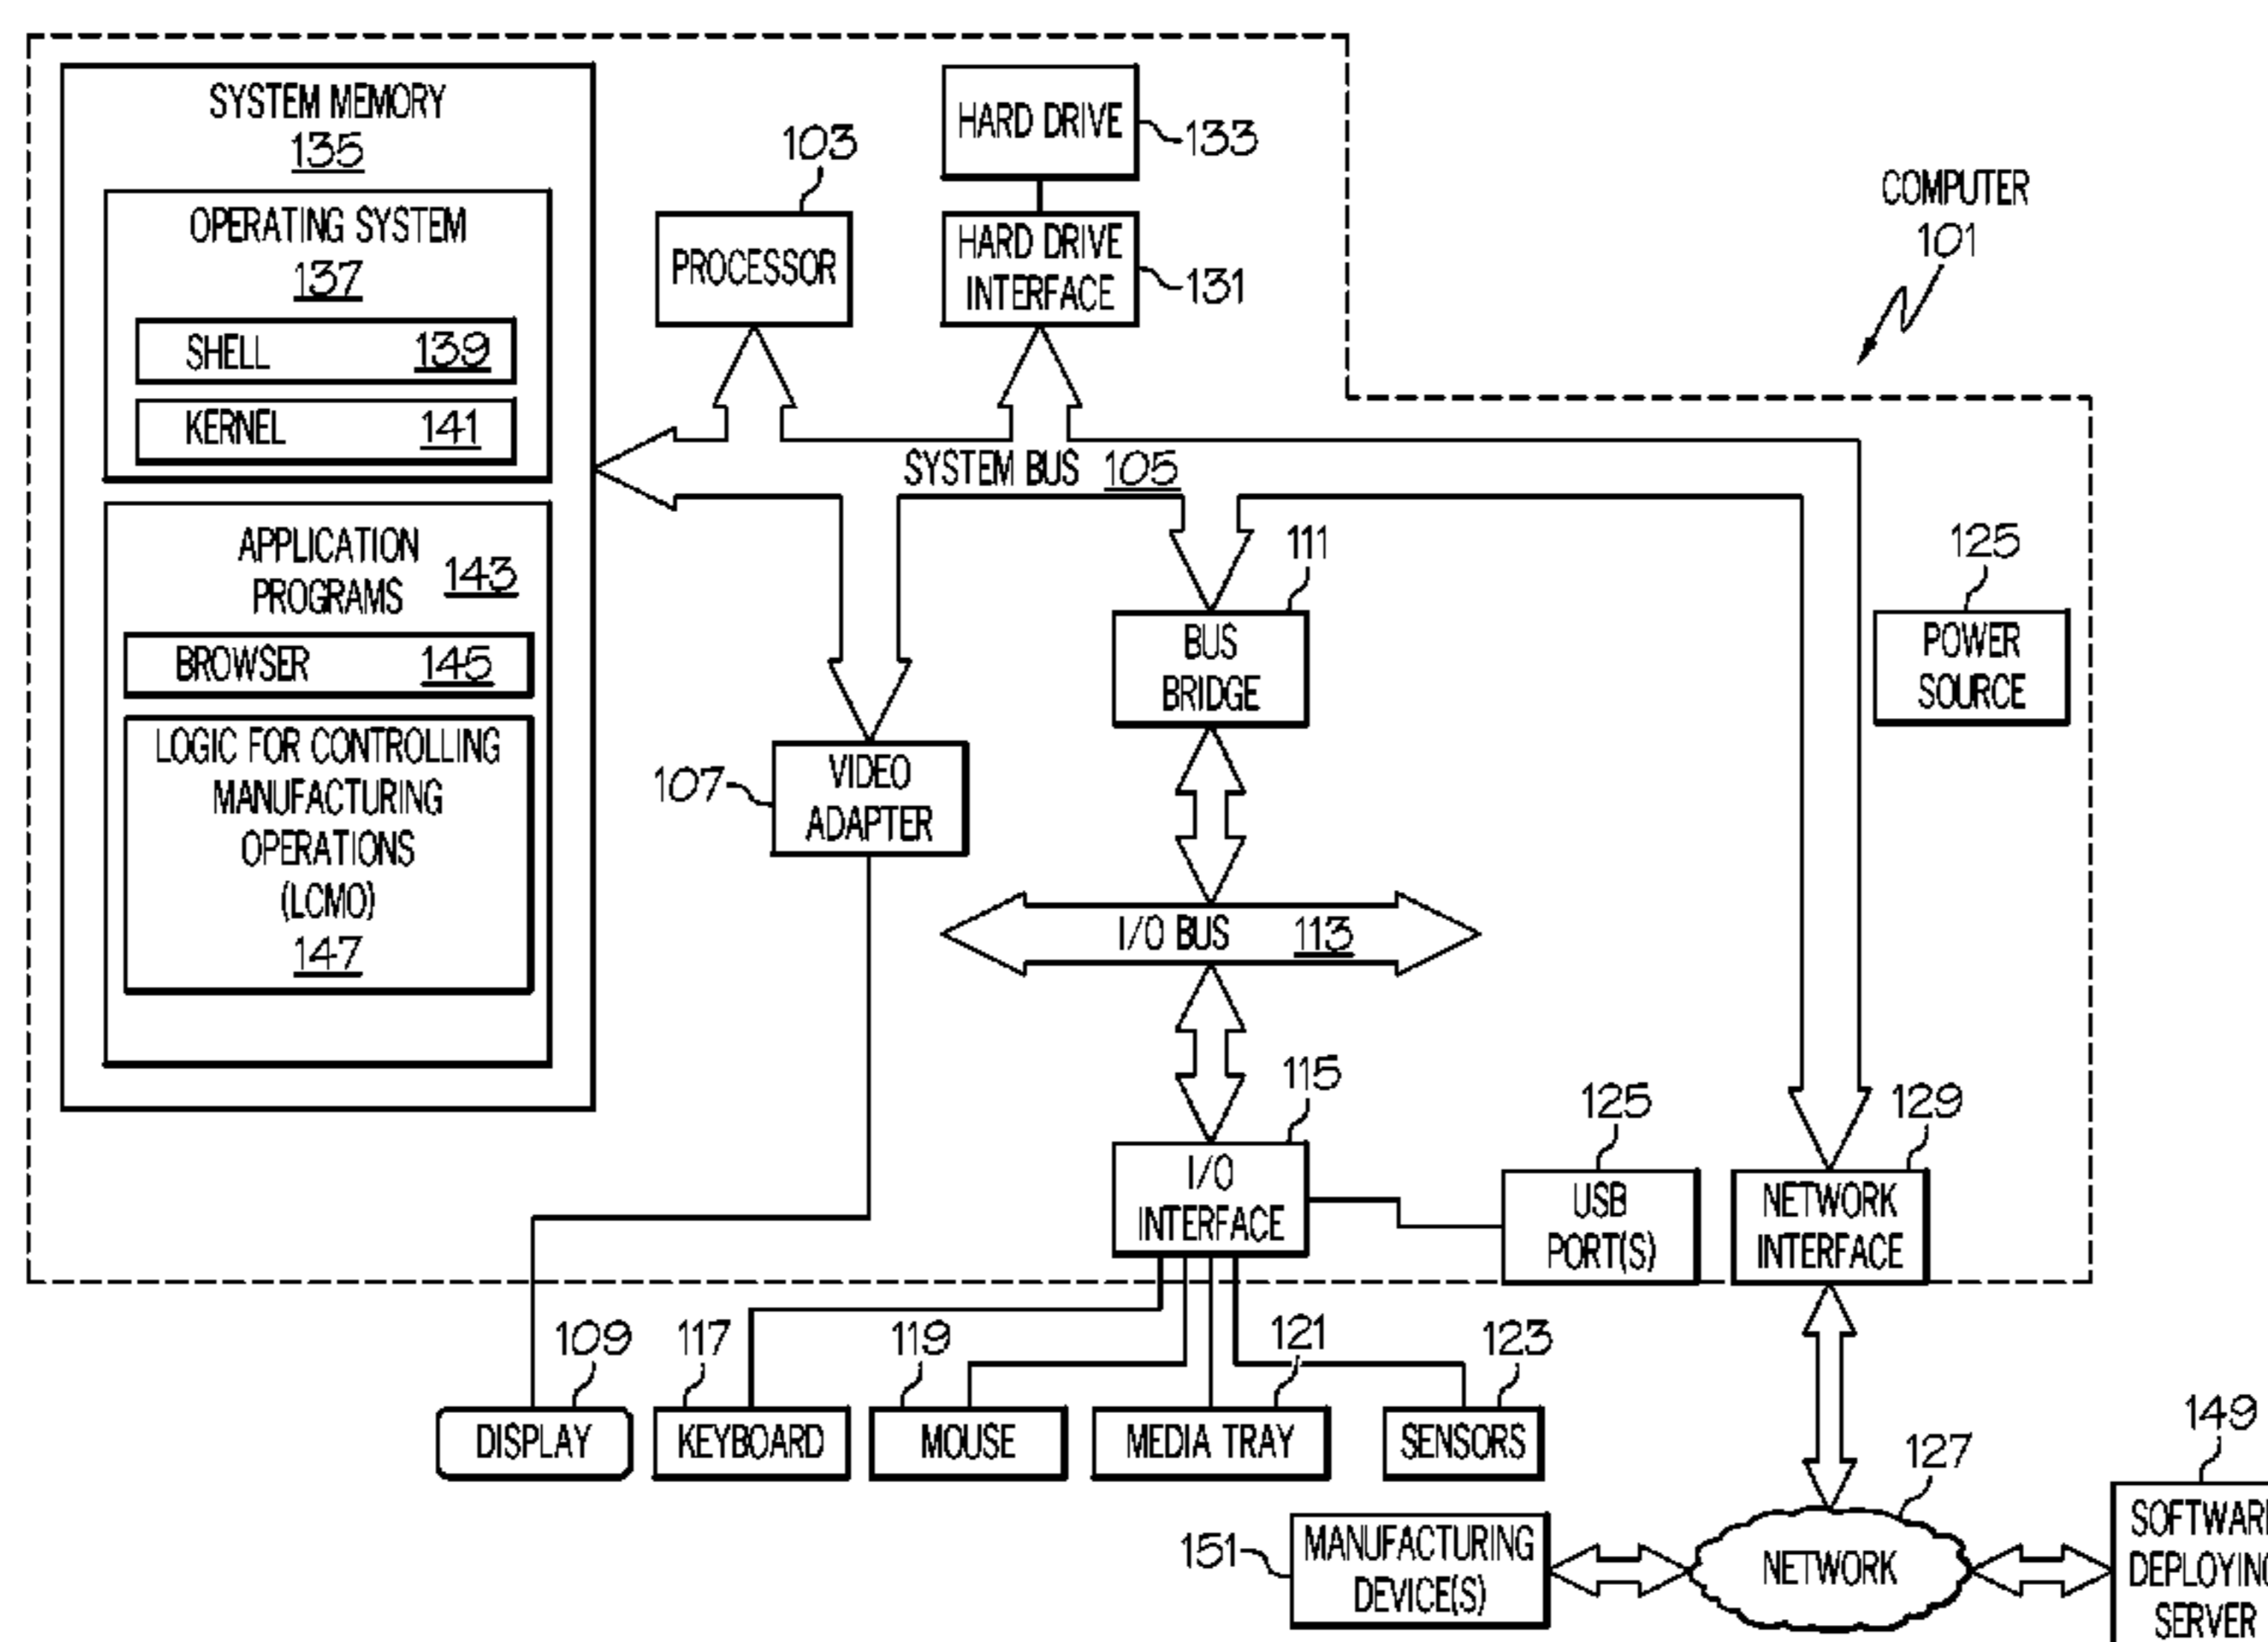 SYSTEM MEMORY
135
OPERATING SYSTEM
137
SHELL 139
KERNEL 141
APPLICATION
PROGRAMS 143
BROWSER 145
LOGIC FOR CONTROLLING
MANUFACTURING
OPERATIONS
(LCMO)
147
103
PROCESSOR
HARD DRIVE
133
HARD DRIVE
INTERFACE
131
COMPUTER
101
SYSTEM BUS 105
111
BUS
BRIDGE
125
POWER
SOURCE
107
VIDEO
ADAPTER
I/O BUS 113
115
I/O
INTERFACE
125
USB
PORT(S)
129
NETWORK
INTERFACE
109
DISPLAY
117
KEYBOARD
119
MOUSE
121
MEDIA TRAY
123
SENSORS
151
MANUFACTURING
DEVICE(S)
127
NETWORK
149
DEPLOYING
SERVER